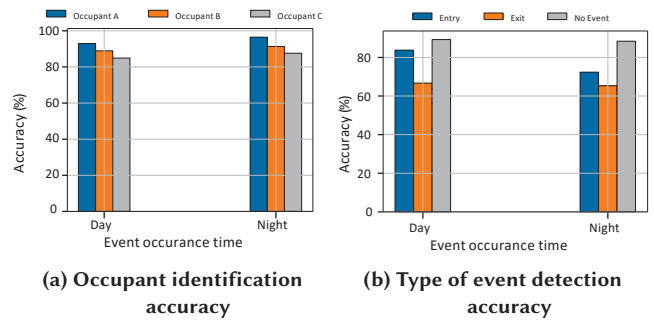 Occupant A Occupant B Occupant C
100
80
60
40
20
0
Accuracy (%)
Day Night
Event occurance time
(a) Occupant identification
accuracy
Entry Exit No Event
80
60
40
20
0
Accuracy (%)
Day Night
Event occurance time
(b) Type of event detection
accuracy